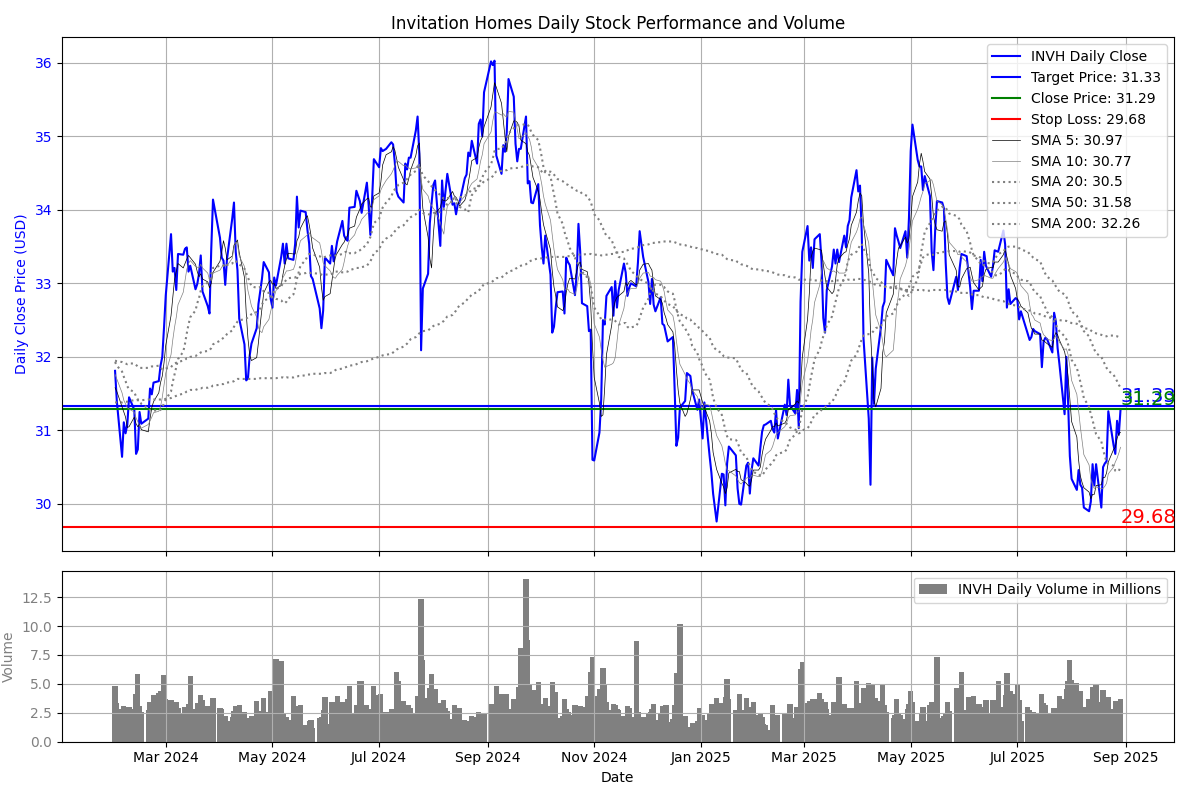 Invitation Homes Daily Stock Performance and Volume
INVH Daily Close
Target Price: 31.33
Close Price: 31.29
Stop Loss: 29.68
SMA 5: 30.97
SMA 10: 30.77
SMA 20: 30.5
SMA 50: 31.58
SMA 200: 32.26
Daily Close Price (USD)
36
35
34
33
32
31
30
31.33
31.29
29.68
INVH Daily Volume in Millions
Volume
12.5
10.0
7.5
5.0
2.5
0.0
Mar 2024
May 2024
Jul 2024
Sep 2024
Nov 2024
Jan 2025
Mar 2025
May 2025
Jul 2025
Sep 2025
Date